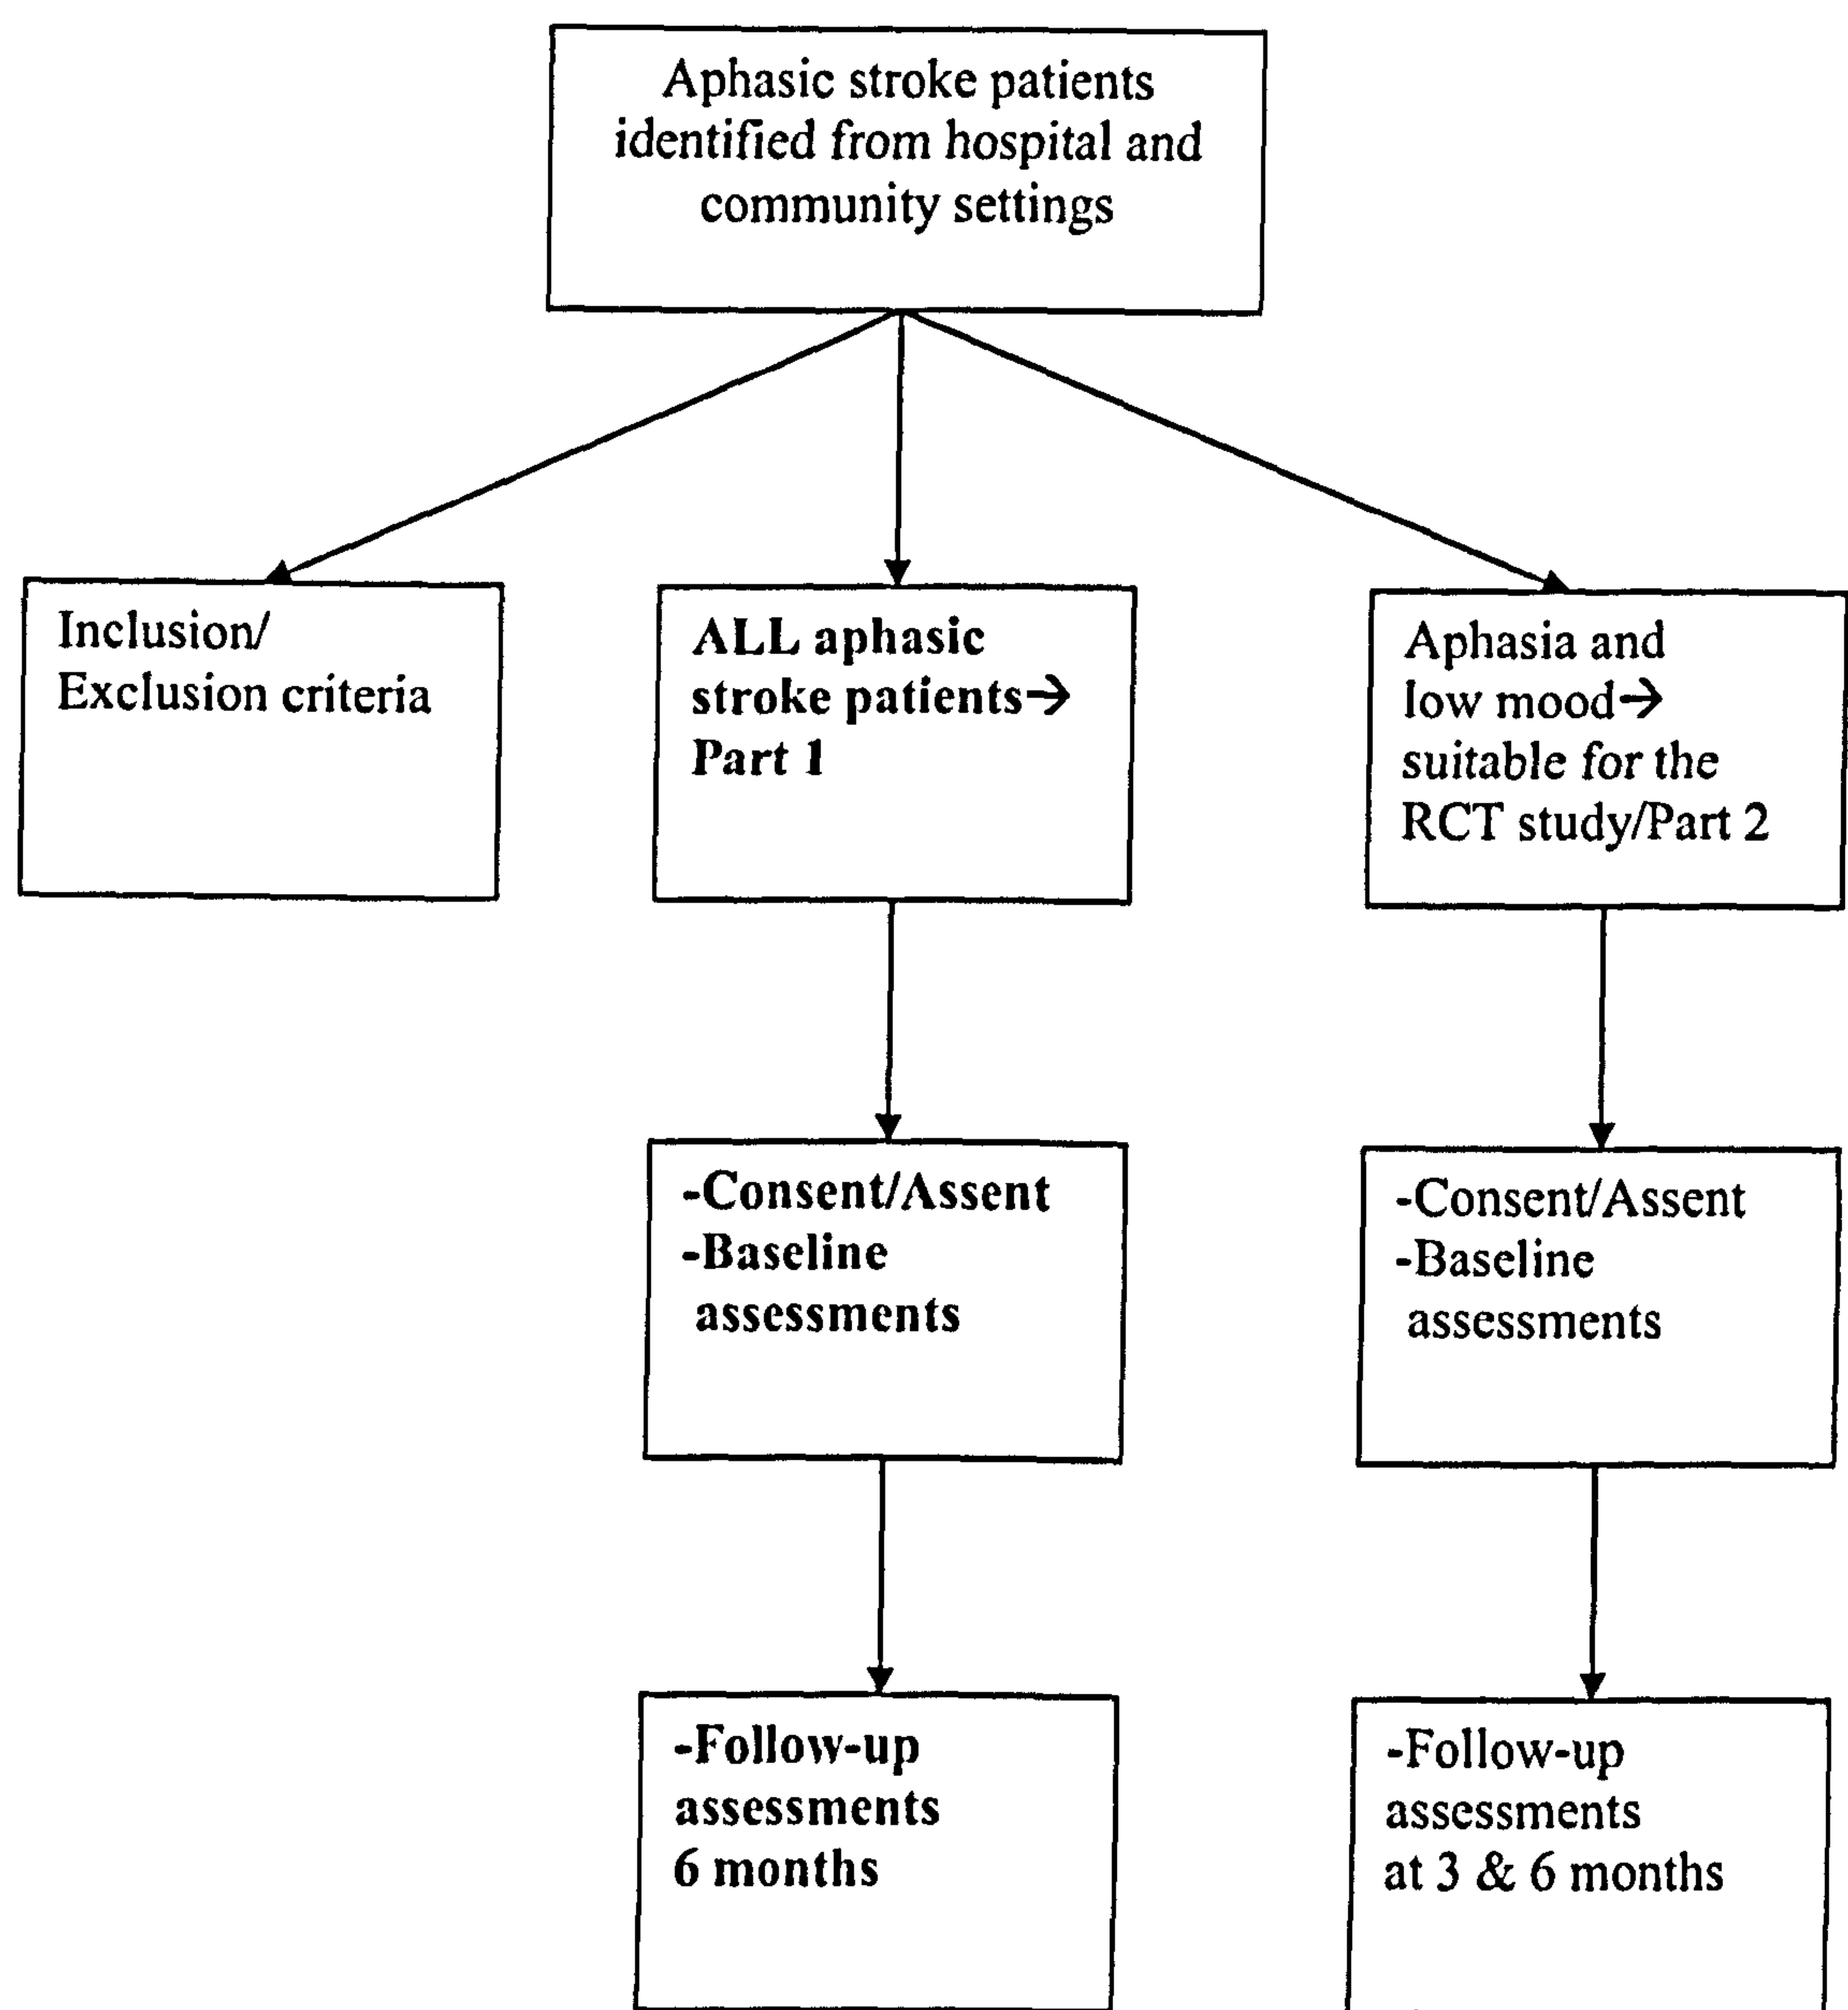 Aphasic stroke patients
identified from hospital and
community settings
Inclusion/
Exclusion criteria
ALL aphasic
stroke patients→
Part 1
Aphasia and
low mood→
suitable for the
RCT study/Part 2
-Consent/Assent
-Baseline
assessments
-Consent/Assent
-Baseline
assessments
-Follow-up
assessments
6 months
-Follow-up
assessments
at 3 & 6 months